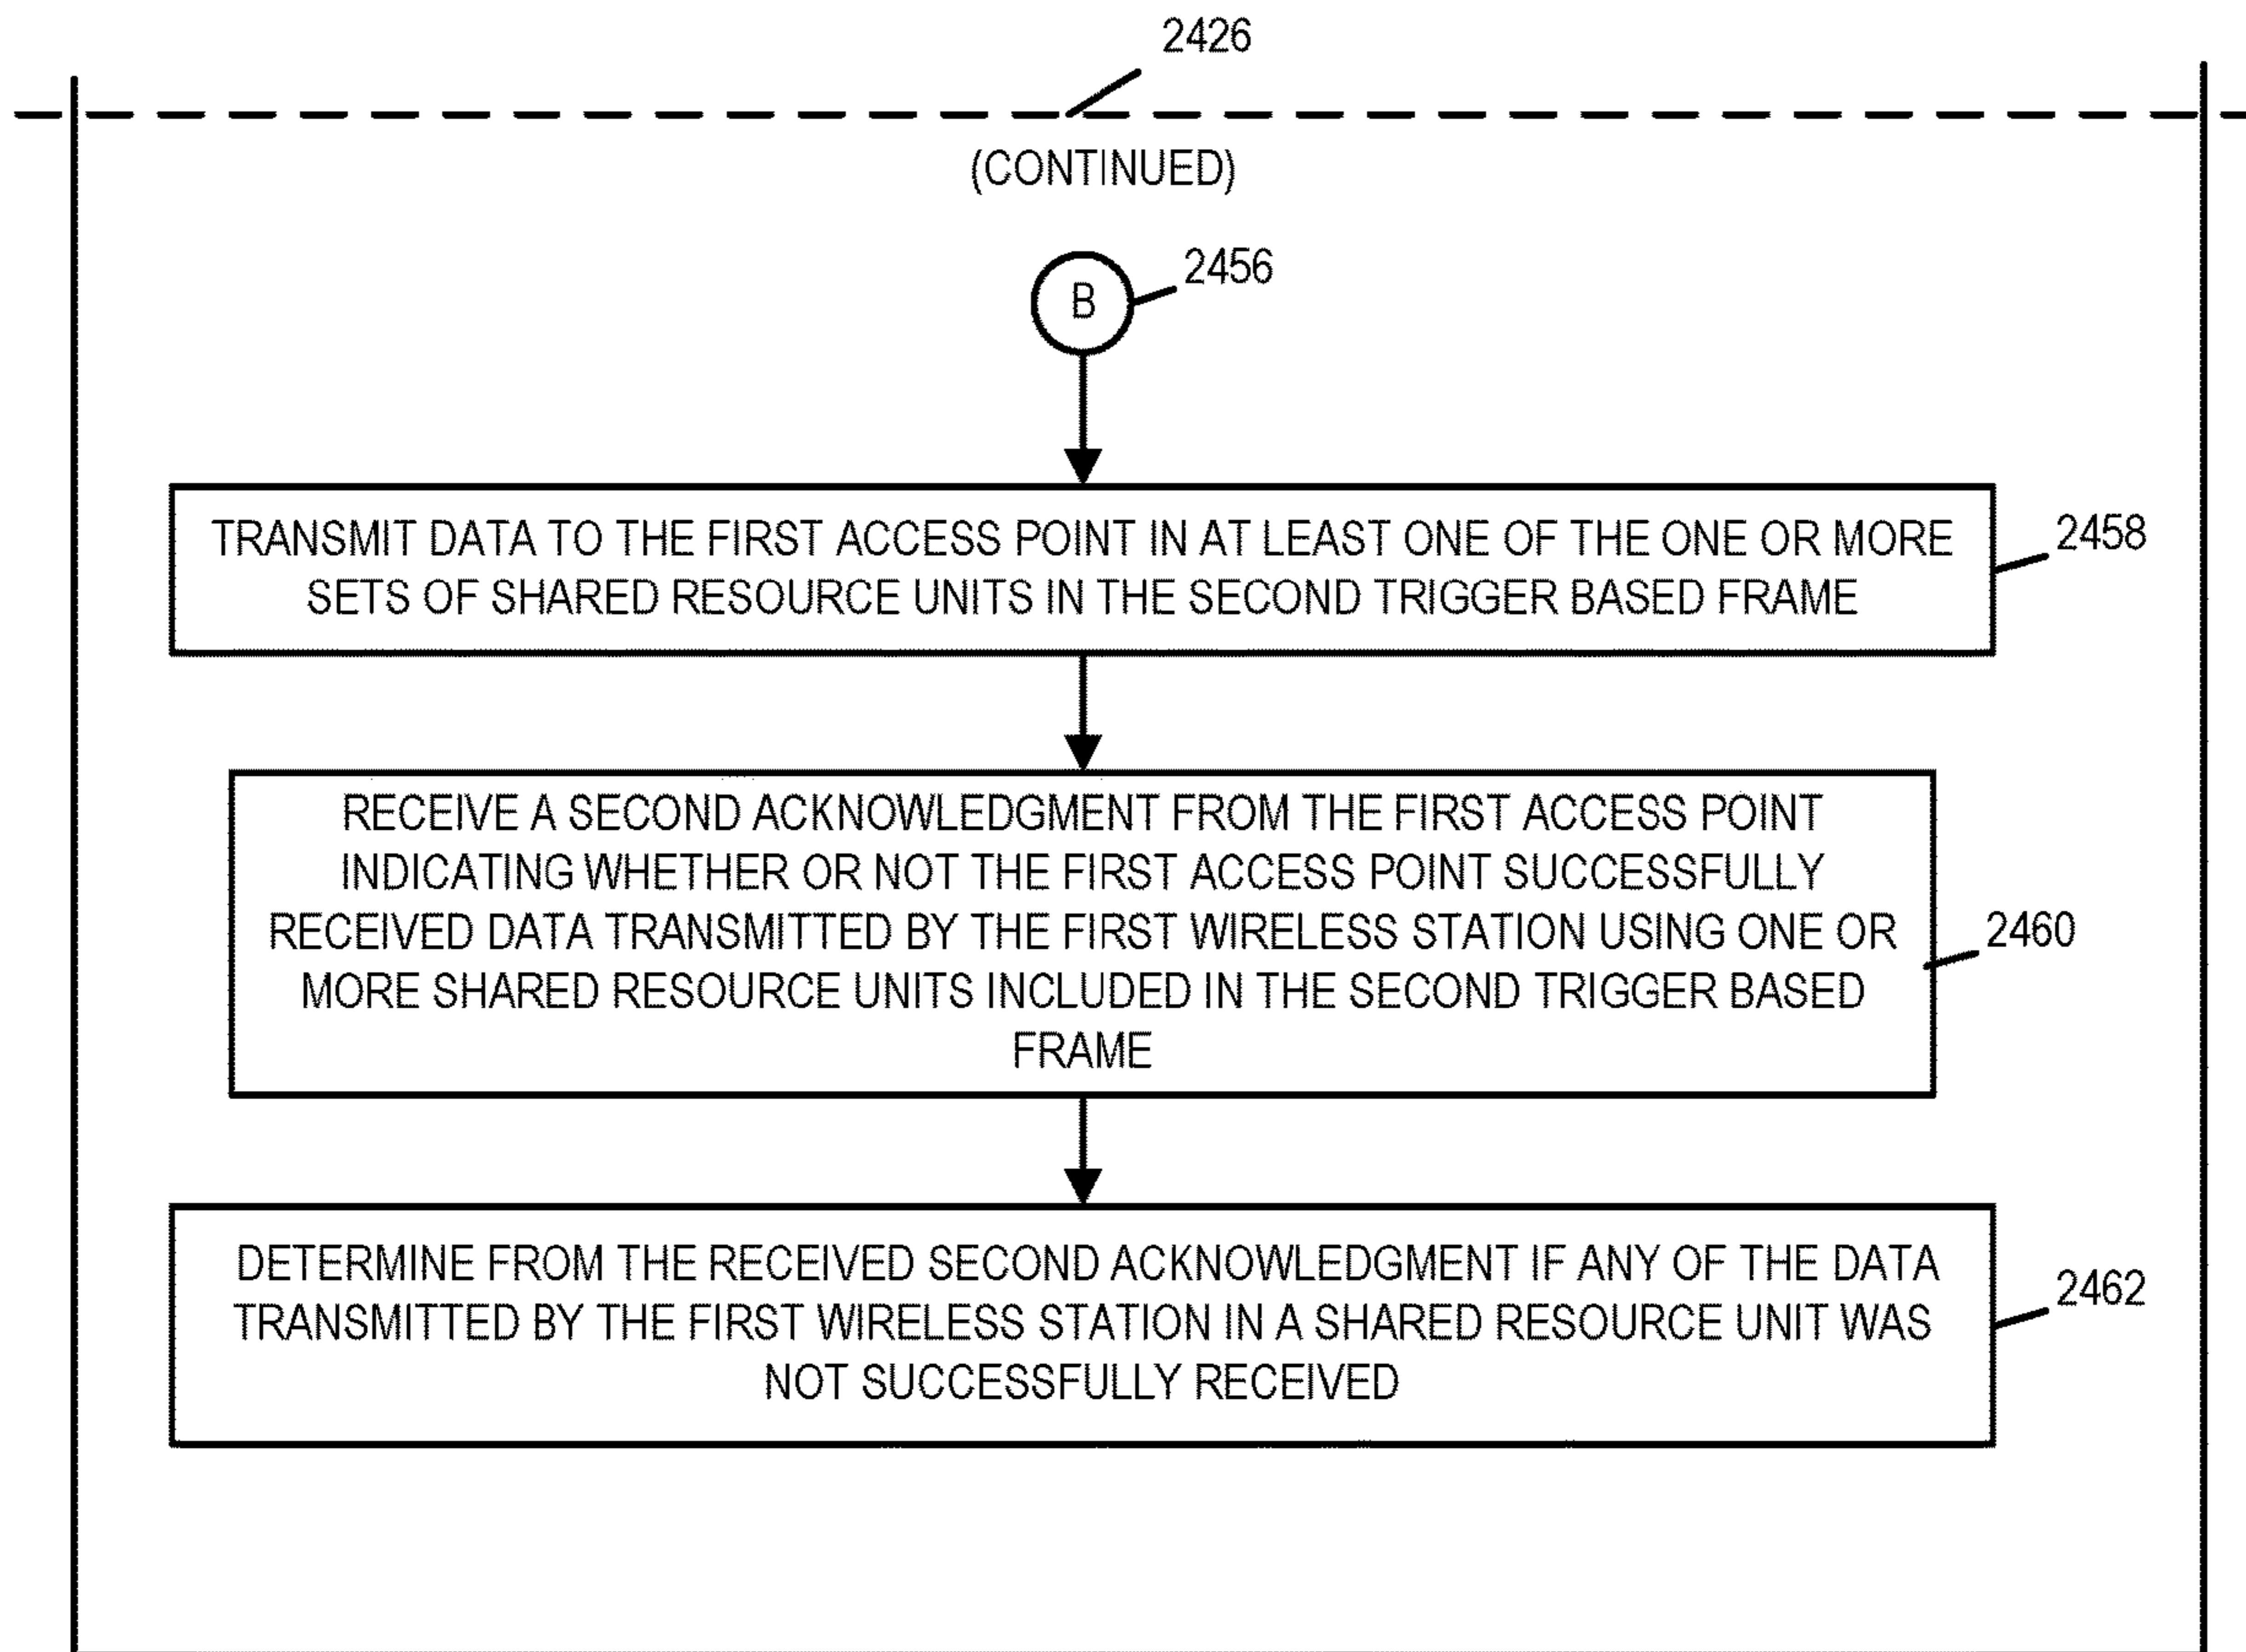 2426
(CONTINUED)
B
2456
TRANSMIT DATA TO THE FIRST ACCESS POINT IN AT LEAST ONE OF THE ONE OR MORE
SETS OF SHARED RESOURCE UNITS IN THE SECOND TRIGGER BASED FRAME
2458
RECEIVE A SECOND ACKNOWLEDGMENT FROM THE FIRST ACCESS POINT
INDICATING WHETHER OR NOT THE FIRST ACCESS POINT SUCCESSFULLY
RECEIVED DATA TRANSMITTED BY THE FIRST WIRELESS STATION USING ONE OR
MORE SHARED RESOURCE UNITS INCLUDED IN THE SECOND TRIGGER BASED
FRAME
2460
DETERMINE FROM THE RECEIVED SECOND ACKNOWLEDGMENT IF ANY OF THE DATA
TRANSMITTED BY THE FIRST WIRELESS STATION IN A SHARED RESOURCE UNIT WAS
NOT SUCCESSFULLY RECEIVED
2462